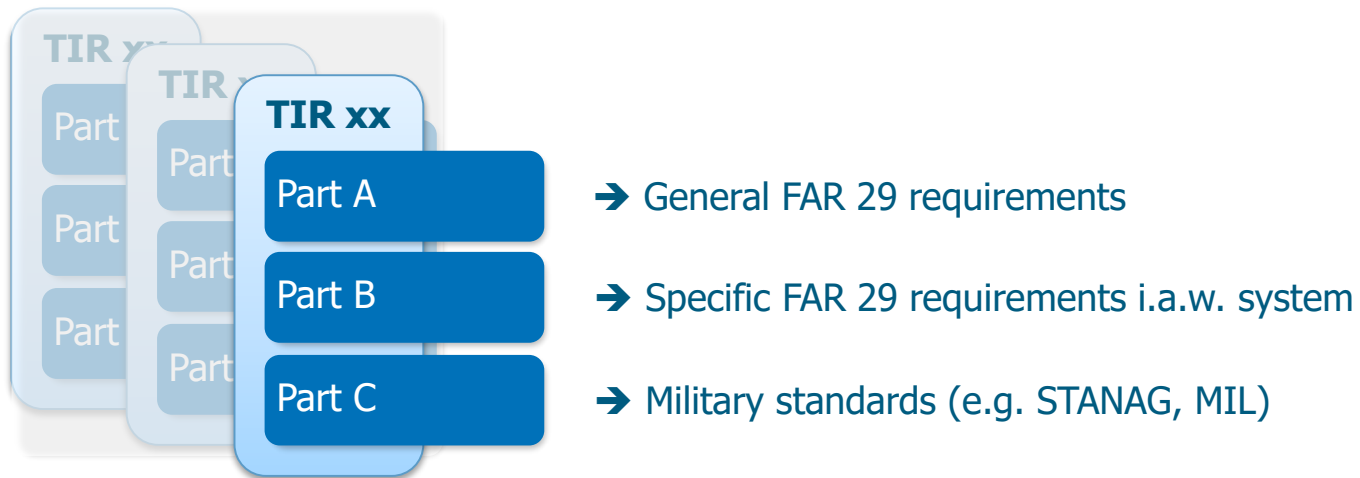 TIR
Part
Part
Part
TIR
Part
Part
Part
TIR xx
Part A
Part B
Part C
➔ General FAR 29 requirements
➔ Specific FAR 29 requirements i.a.w. system
➔ Military standards (e.g. STANAG, MIL)